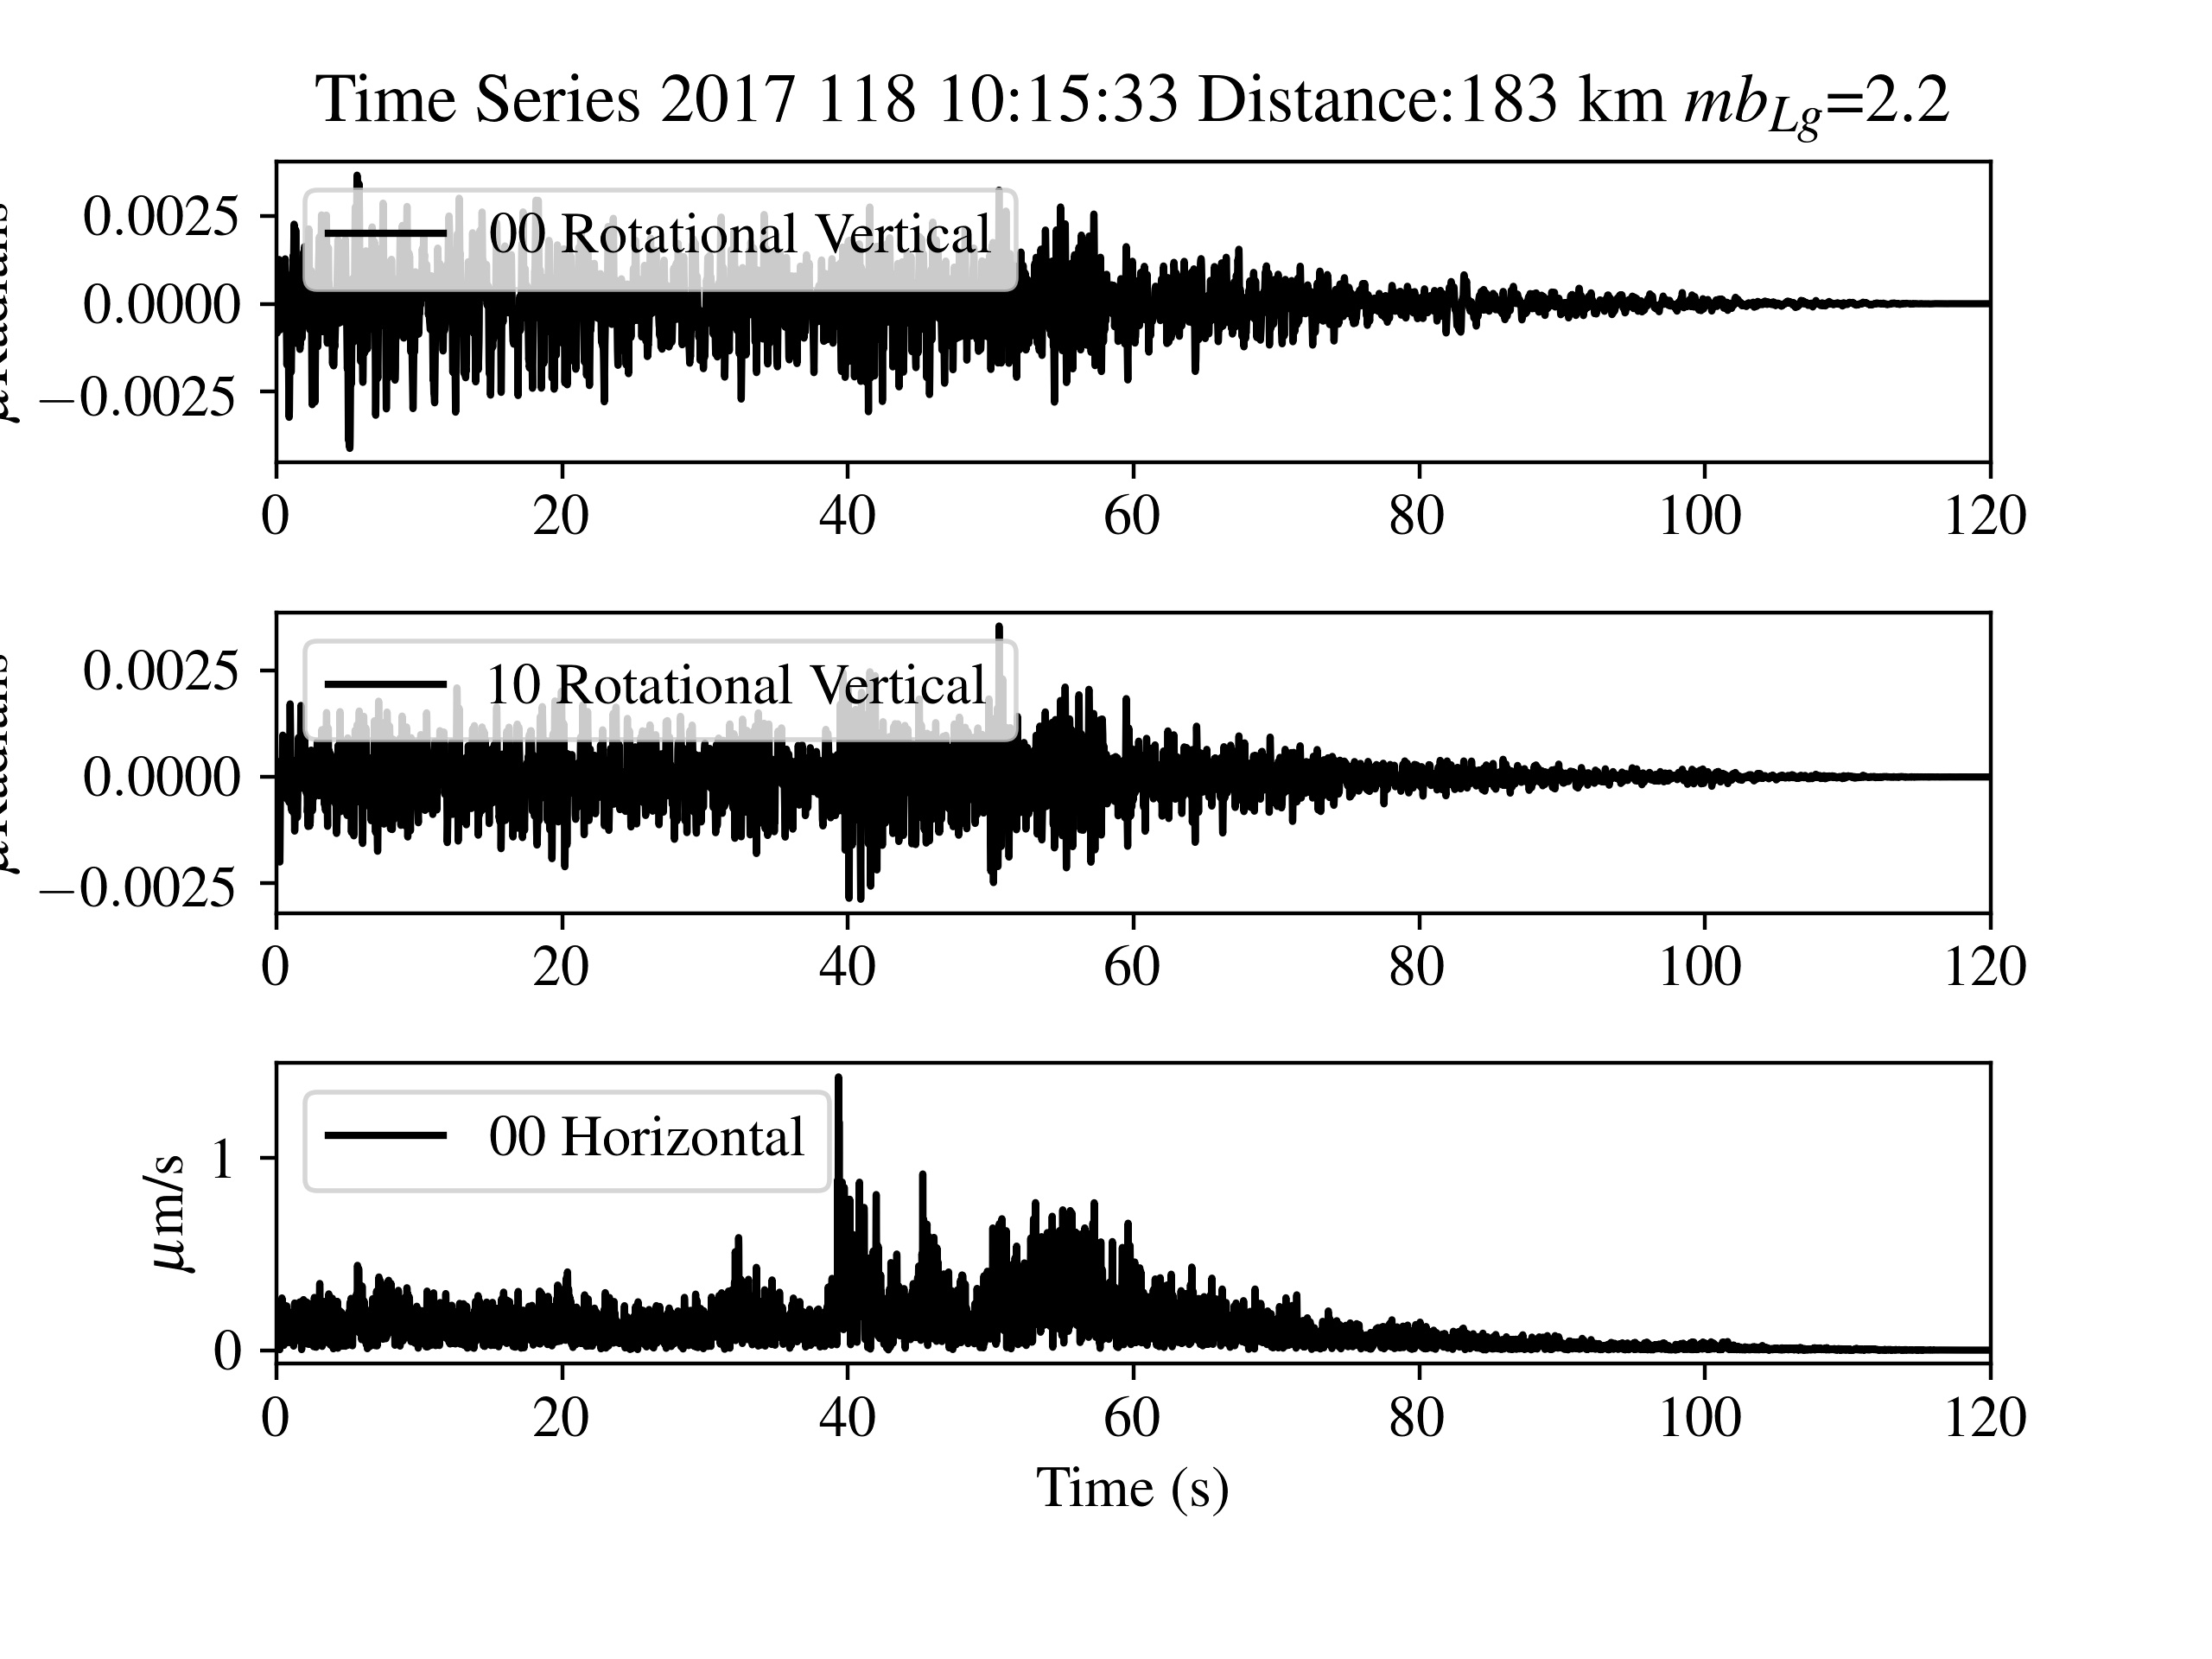 Time Series 2017 118 10:15:33 Distance:183 km mb_Lg=2.2
0.0025
0.0000
−0.0025
00 Rotational Vertical
0 20 40 60 80 100 120
0.0025
0.0000
−0.0025
10 Rotational Vertical
0 20 40 60 80 100 120
μm/s
1
0
00 Horizontal
0 20 40 60 80 100 120
Time (s)